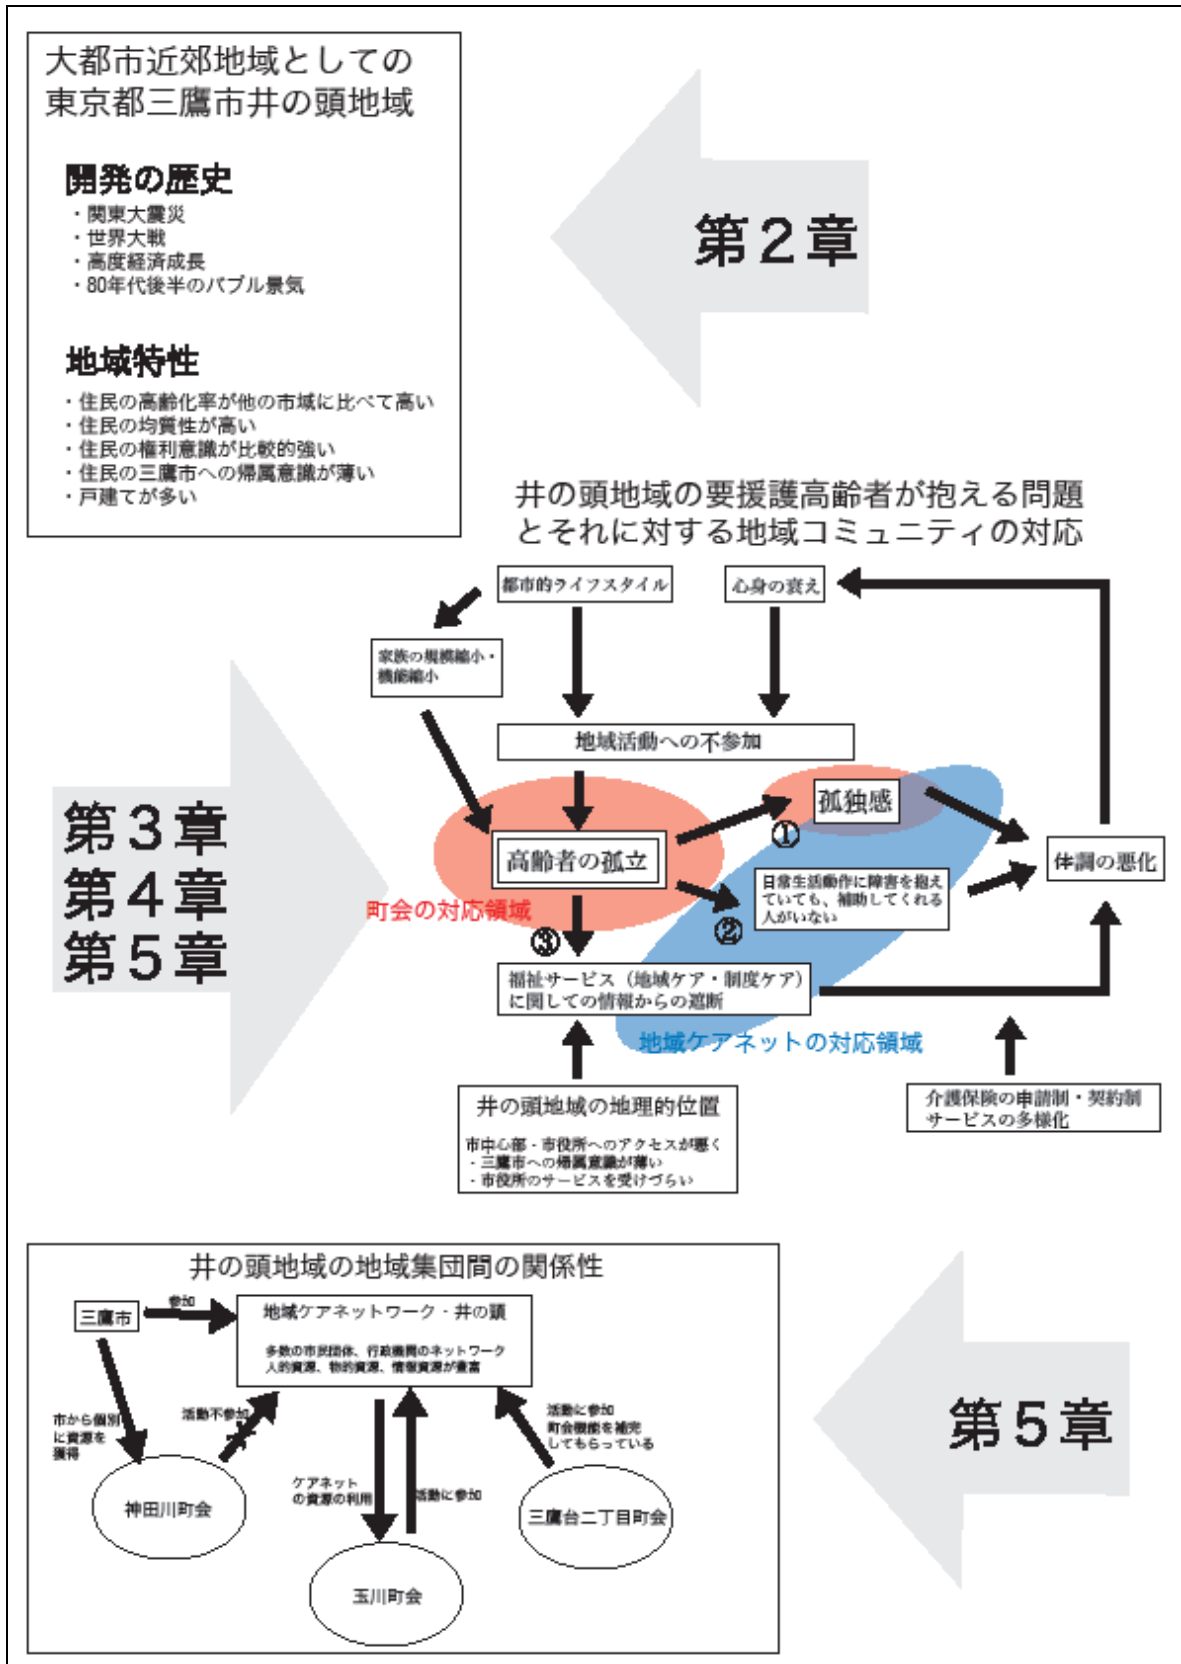 大都市近郊地域としての
東京都三鷹市井の頭地域
開発の歴史
・関東大震災
・世界大戦
・高度経済成長
・80年代後半のバブル景気
地域特性
・住民の高齢化率が他の市域に比べて高い
・住民の均質性が高い
・住民の権利意識が比較的強い
・住民の三鷹市への帰属意識が薄い
・戸建てが多い
第２章
井の頭地域の要援護高齢者が抱える問題
とそれに対する地域コミュニティの対応
都市的ライフスタイル
心身の衰え
家族の規模縮小・
機能縮小
地域活動への不参加
孤独感
①
高齢者の孤立
体調の悪化
日常生活動作に障害を抱え
ていても、補助してくれる
人がいない
町会の対応領域
②
③
福祉サービス（地域ケア・制度ケア）
に関しての情報からの遮断
地域ケアネットの対応領域
第３章
第４章
第５章
井の頭地域の地理的位置
市中心部・市役所へのアクセスが悪く
・三鷹市への帰属意識が薄い
・市役所のサービスを受けづらい
介護保険の申請制・契約制
サービスの多様化
井の頭地域の地域集団間の関係性
三鷹市
参加
地域ケアネットワーク・井の頭
多数の市民団体、行政機関のネットワーク
人的資源、物的資源、情報資源が豊富
市から個別
に資源を
獲得
活動不参加
活動に参加
町会機能を補完
してもらっている
ケアネット
の資源の利用
活動に参加
神田川町会
三鷹台二丁目町会
玉川町会
第５章